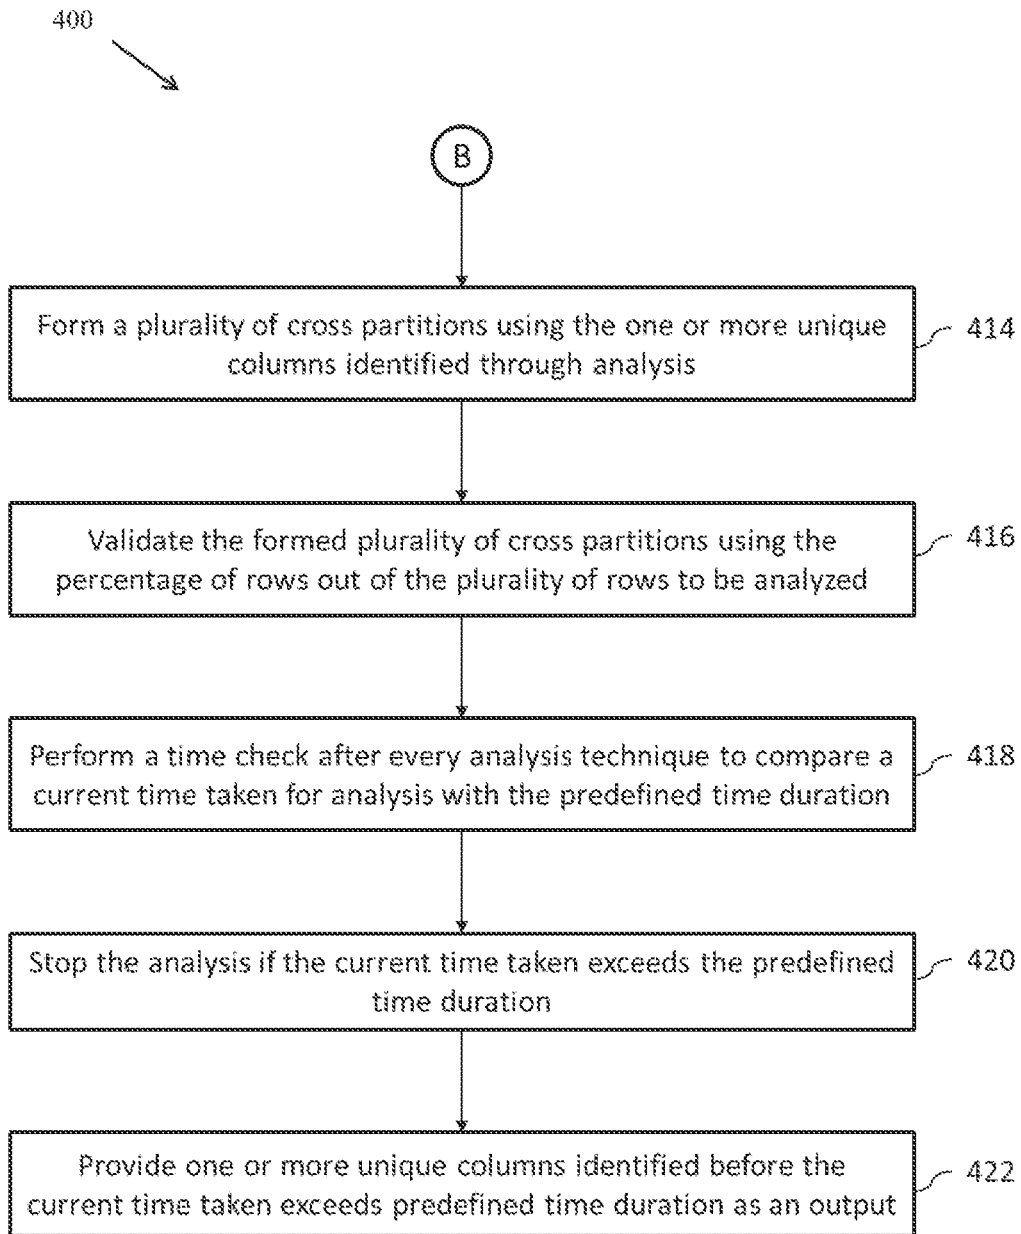 400
B
Form a plurality of cross partitions using the one or more unique
columns identified through analysis
414
Validate the formed plurality of cross partitions using the
percentage of rows out of the plurality of rows to be analyzed
416
Perform a time check after every analysis technique to compare a
current time taken for analysis with the predefined time duration
418
Stop the analysis if the current time taken exceeds the predefined
time duration
420
Provide one or more unique columns identified before the
current time taken exceeds predefined time duration as an output
422